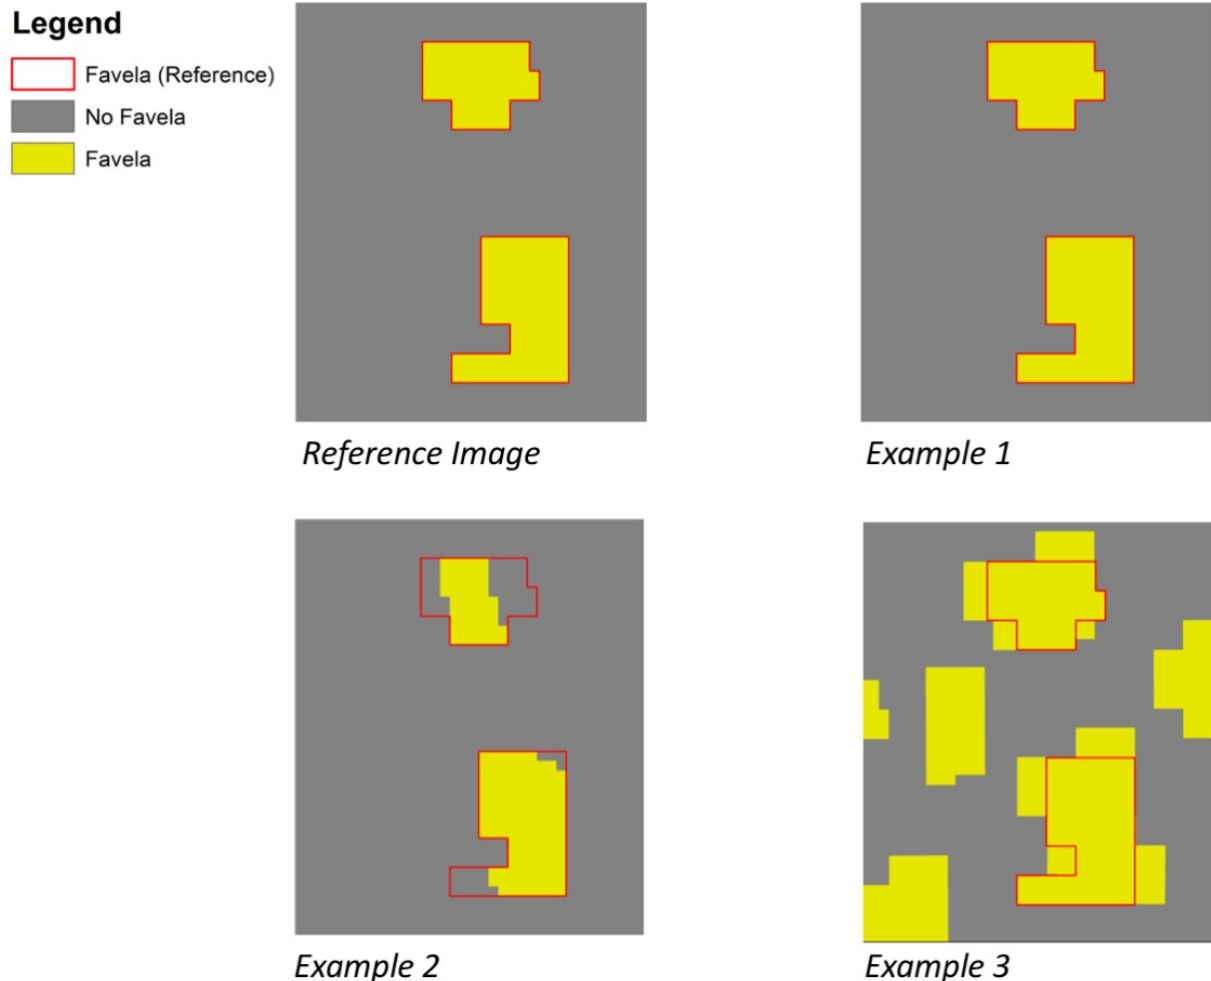 Legend
Favela (Reference)
No Favela
Favela
Reference Image
Example 1
Example 2
Example 3